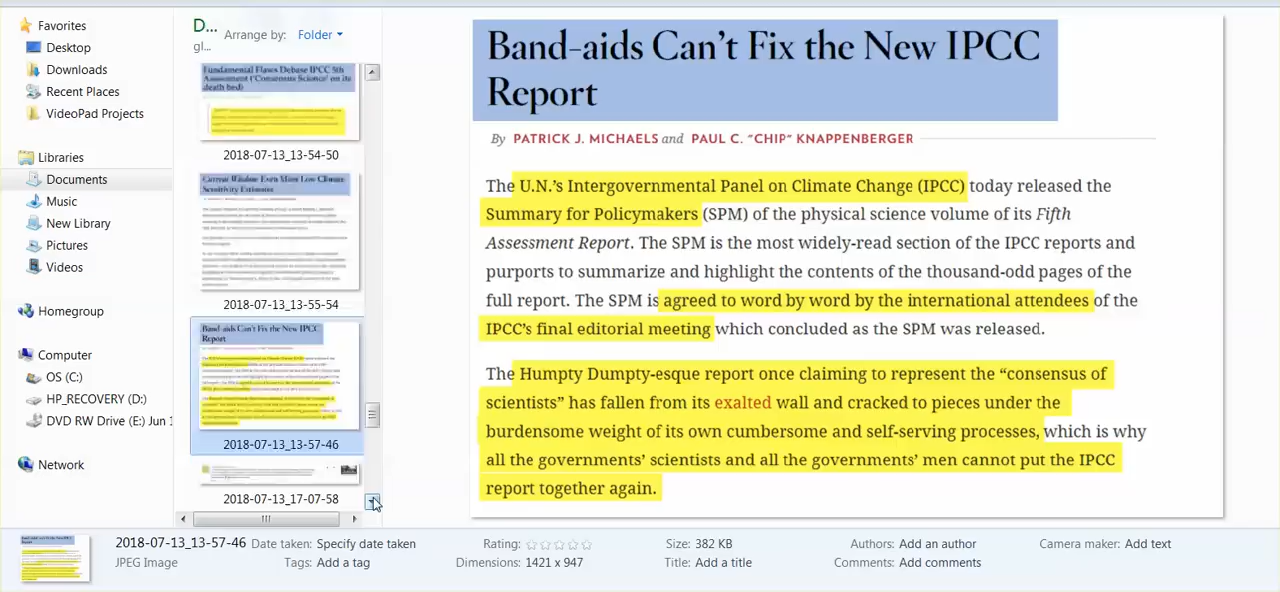 Favorites
Desktop
Downloads
Recent Places
VideoPad Projects
Libraries
Documents
Music
New Library
Pictures
Videos
Homegroup
Computer
OS (C:)
HP_RECOVERY (D:)
DVD RW Drive (E:) Jun 1
Network
D...
gl...
Arrange by: Folder
Fundamental Flaws Debase IPCC 5th
Assessment ('Consensus Science' on its
death bed)
2018-07-13_13-54-50
Current Wisdom: Even More Low Climate
Sensitivity Estimates
2018-07-13_13-55-54
Band-aids Can't Fix the New IPCC
Report
2018-07-13_13-57-46
2018-07-13_17-07-58
Band-aids Can't Fix the New IPCC
Report
By PATRICK J. MICHAELS and PAUL C. "CHIP" KNAPPENBERGER
The U.N.'s Intergovernmental Panel on Climate Change (IPCC) today released the
Summary for Policymakers (SPM) of the physical science volume of its Fifth
Assessment Report. The SPM is the most widely-read section of the IPCC reports and
purports to summarize and highlight the contents of the thousand-odd pages of the
full report. The SPM is agreed to word by word by the international attendees of the
IPCC's final editorial meeting which concluded as the SPM was released.
The Humpty Dumpty-esque report once claiming to represent the "consensus of
scientists" has fallen from its exalted wall and cracked to pieces under the
burdensome weight of its own cumbersome and self-serving processes, which is why
all the governments' scientists and all the governments' men cannot put the IPCC
report together again.
2018-07-13_13-57-46 Date taken: Specify date taken Rating: Size: 382 KB Authors: Add an author Camera maker: Add text
JPEG Image Tags: Add a tag Dimensions: 1421 x 947 Title: Add a title Comments: Add comments